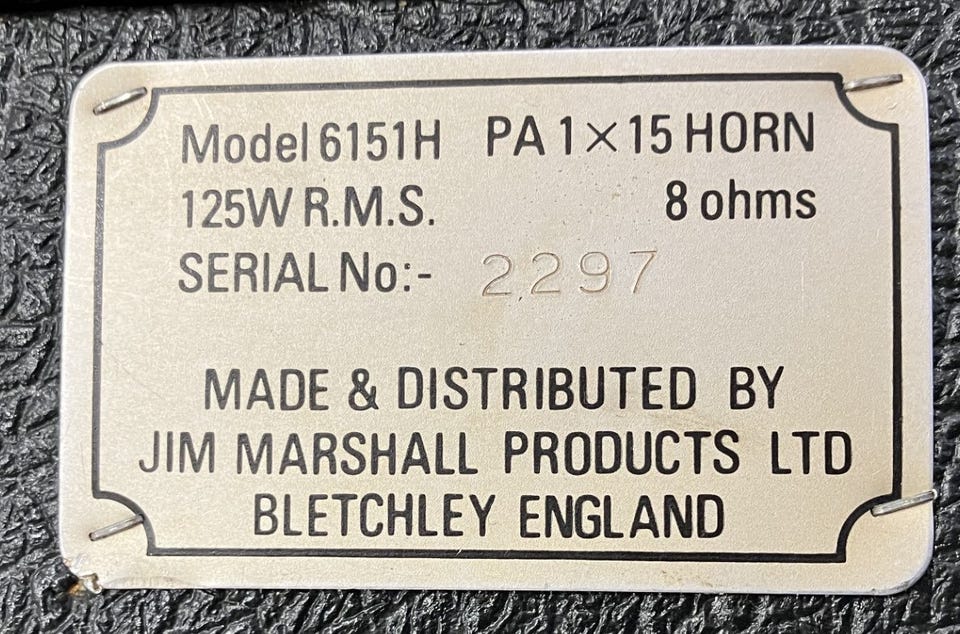 Model 6151H PA 1×15 HORN
125W R.M.S. 8 ohms
SERIAL No:- 2297
MADE & DISTRIBUTED BY
JIM MARSHALL PRODUCTS LTD
BLETCHLEY ENGLAND